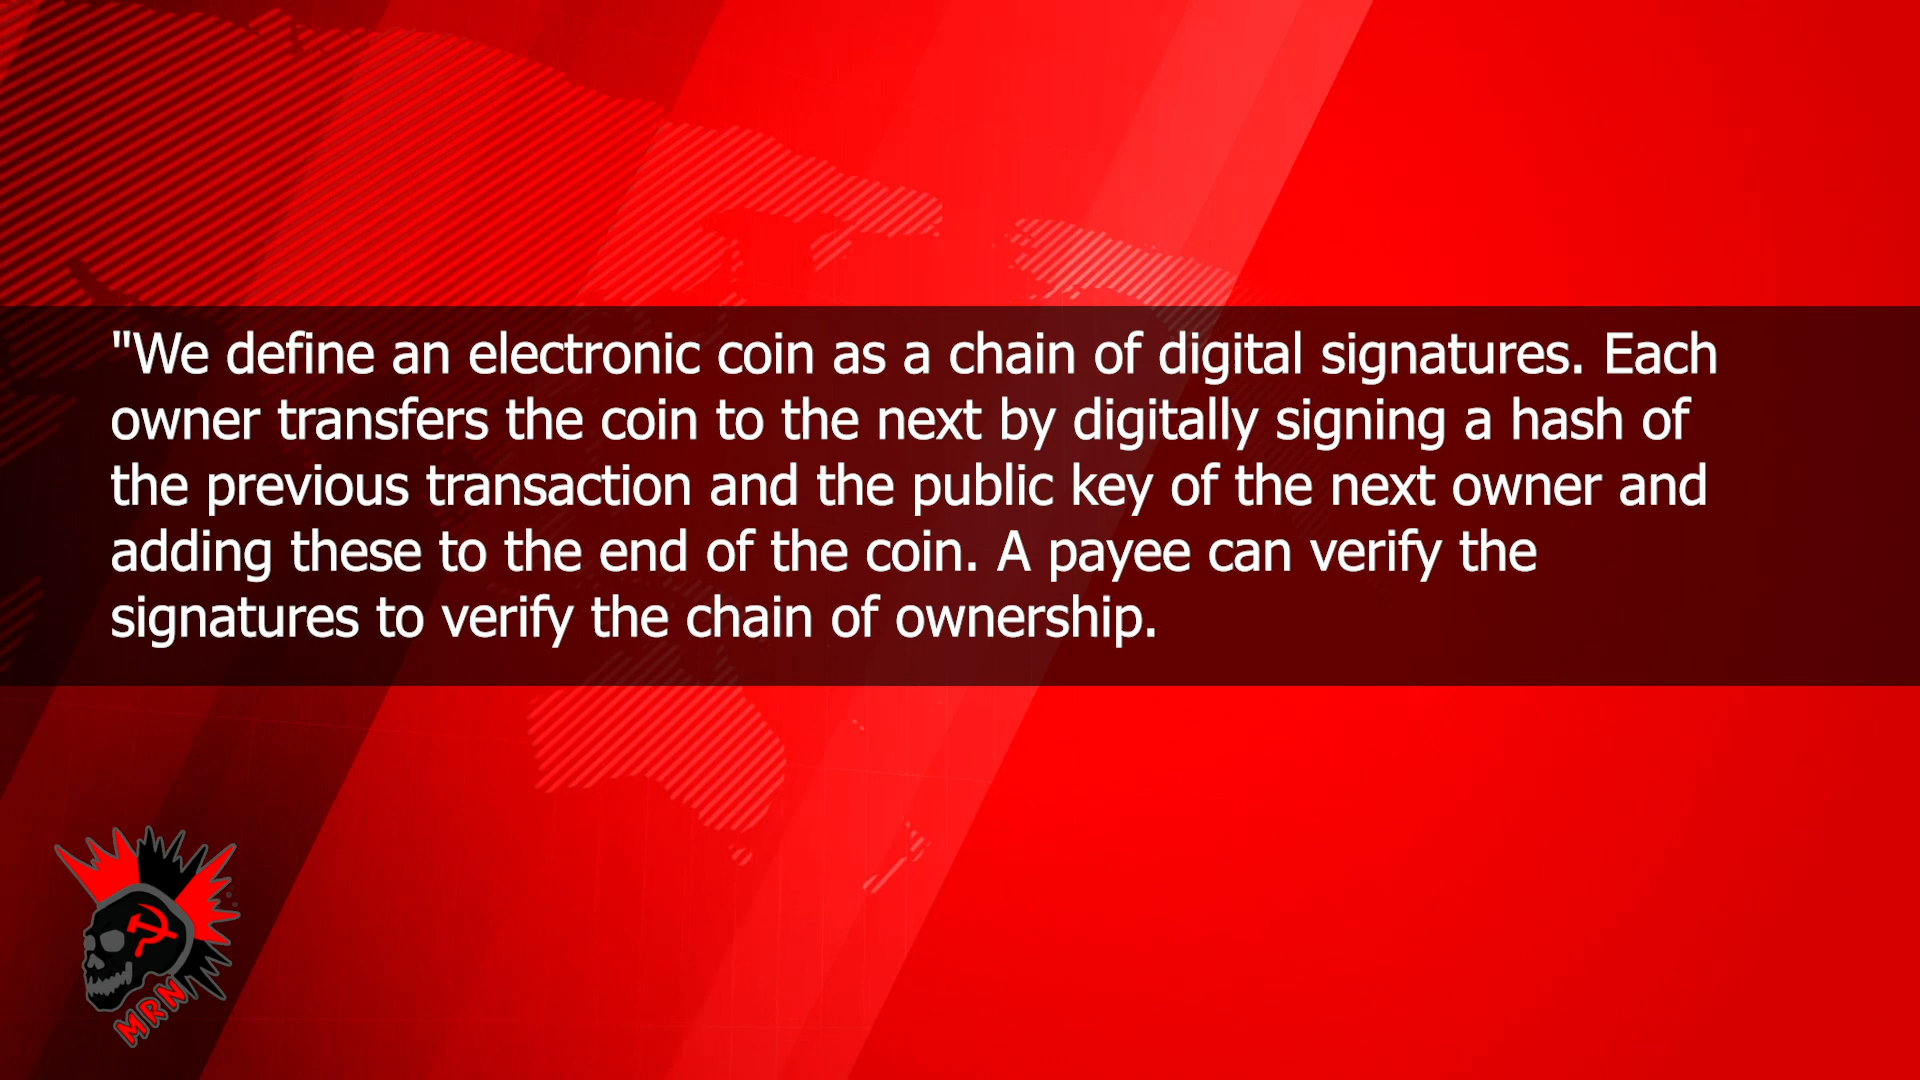 "We define an electronic coin as a chain of digital signatures. Each
owner transfers the coin to the next by digitally signing a hash of
the previous transaction and the public key of the next owner and
adding these to the end of the coin. A payee can verify the
signatures to verify the chain of ownership.
MRN